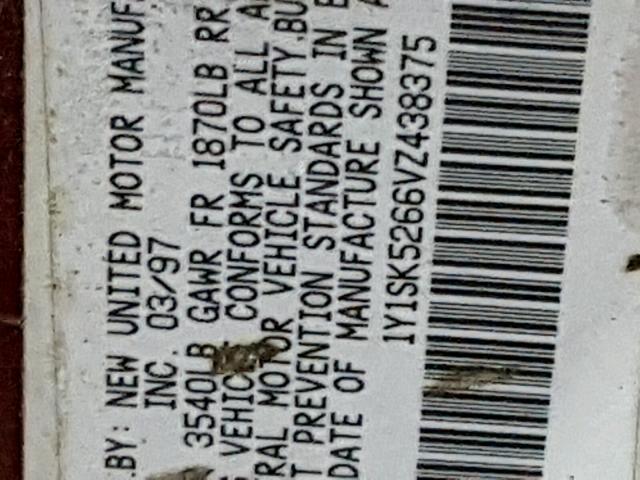 BY: NEW UNITED MOTOR MANUF
INC. 03/97
3540LB GAWR FR 1870LB RR
VEHIC CONFORMS TO ALL A
RAL MOTOR VEHICLE SAFETY, BU
T PREVENTION STANDARDS IN E
DATE OF MANUFACTURE SHOWN A
1Y1SK5266VZ438375